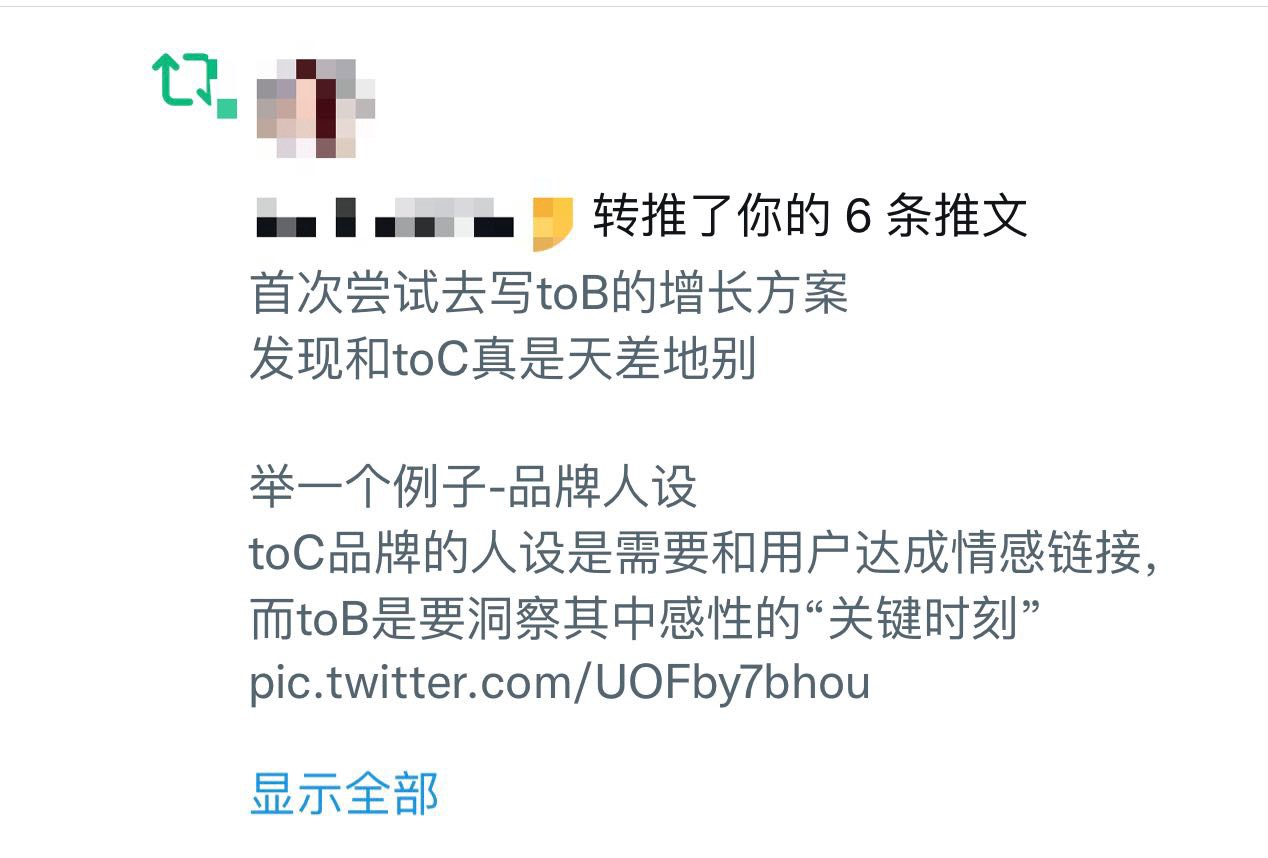 转推了你的 6 条推文
首次尝试去写toB的增长方案
发现和toC真是天差地别
举一个例子-品牌人设
toC品牌的人设是需要和用户达成情感链接,
而toB是要洞察其中感性的“关键时刻”
pic.twitter.com/UOFby7bhou
显示全部